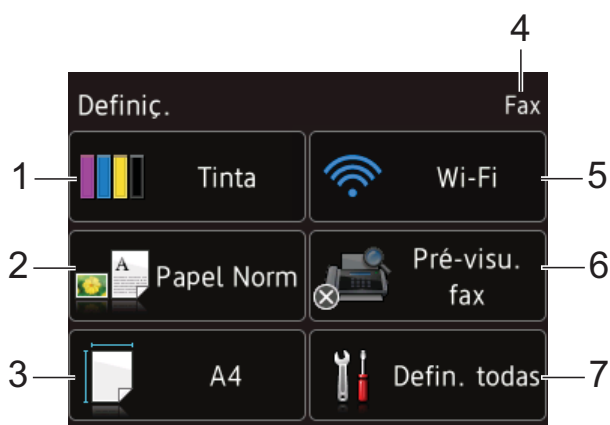 4
Definiç.
Fax
1
Tinta
Wi-Fi
5
2
A
Papel Norm
Pré-visu.
fax
6
3
A4
Defin. todas
7